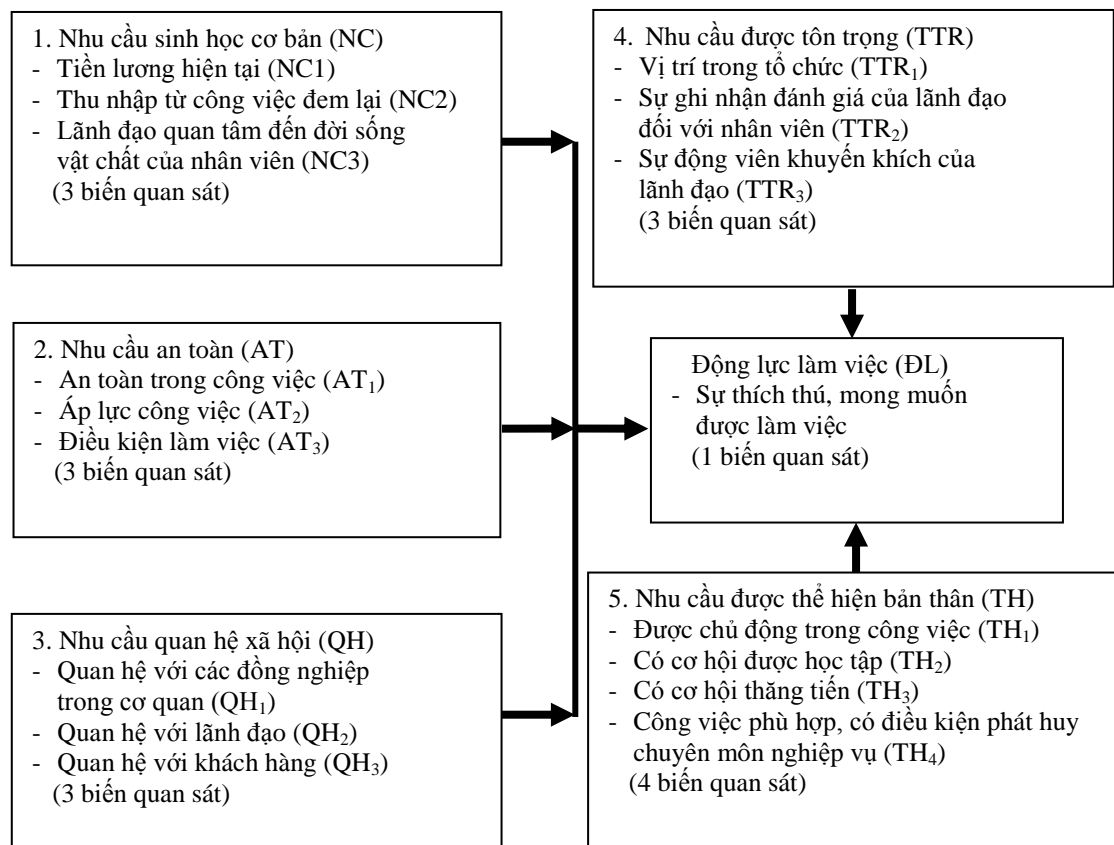 1. Nhu cầu sinh học cơ bản (NC)
- Tiền lương hiện tại (NC1)
- Thu nhập từ công việc đem lại (NC2)
- Lãnh đạo quan tâm đến đời sống
vật chất của nhân viên (NC3)
(3 biến quan sát)
2. Nhu cầu an toàn (AT)
- An toàn trong công việc (AT₁)
- Áp lực công việc (AT₂)
- Điều kiện làm việc (AT₃)
(3 biến quan sát)
3. Nhu cầu quan hệ xã hội (QH)
- Quan hệ với các đồng nghiệp
trong cơ quan (QH₁)
- Quan hệ với lãnh đạo (QH₂)
- Quan hệ với khách hàng (QH₃)
(3 biến quan sát)
4. Nhu cầu được tôn trọng (TTR)
- Vị trí trong tổ chức (TTR₁)
- Sự ghi nhận đánh giá của lãnh đạo
đối với nhân viên (TTR₂)
- Sự động viên khuyến khích của
lãnh đạo (TTR₃)
(3 biến quan sát)
Động lực làm việc (ĐL)
- Sự thích thú, mong muốn
được làm việc
(1 biến quan sát)
5. Nhu cầu được thể hiện bản thân (TH)
- Được chủ động trong công việc (TH₁)
- Có cơ hội được học tập (TH₂)
- Có cơ hội thăng tiến (TH₃)
- Công việc phù hợp, có điều kiện phát huy
chuyên môn nghiệp vụ (TH₄)
(4 biến quan sát)